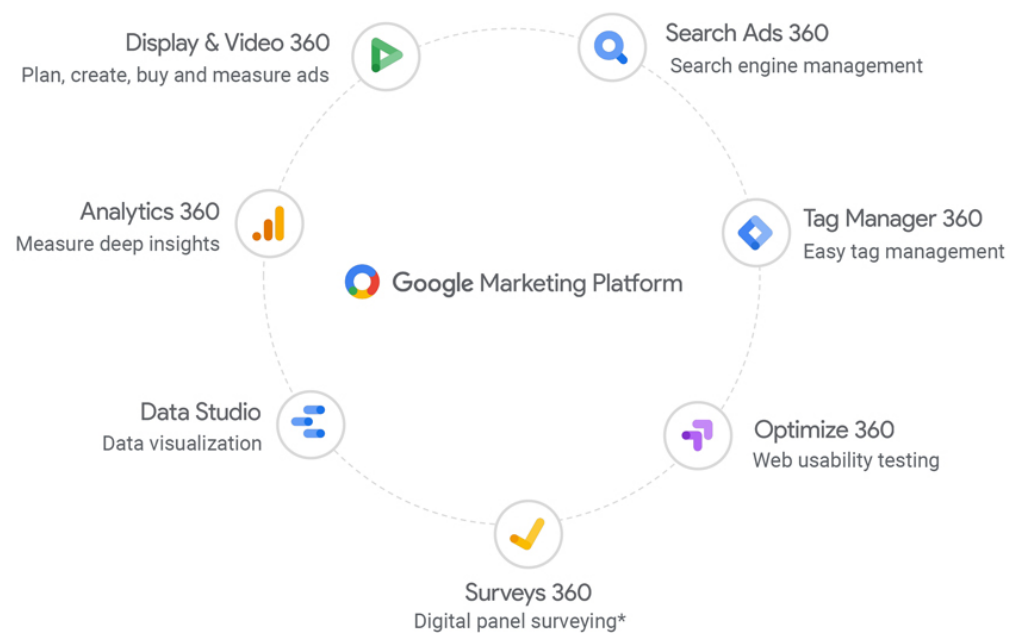 Display & Video 360
Plan, create, buy and measure ads
Search Ads 360
Search engine management
Analytics 360
Measure deep insights
Tag Manager 360
Easy tag management
Google Marketing Platform
Data Studio
Data visualization
Optimize 360
Web usability testing
Surveys 360
Digital panel surveying*